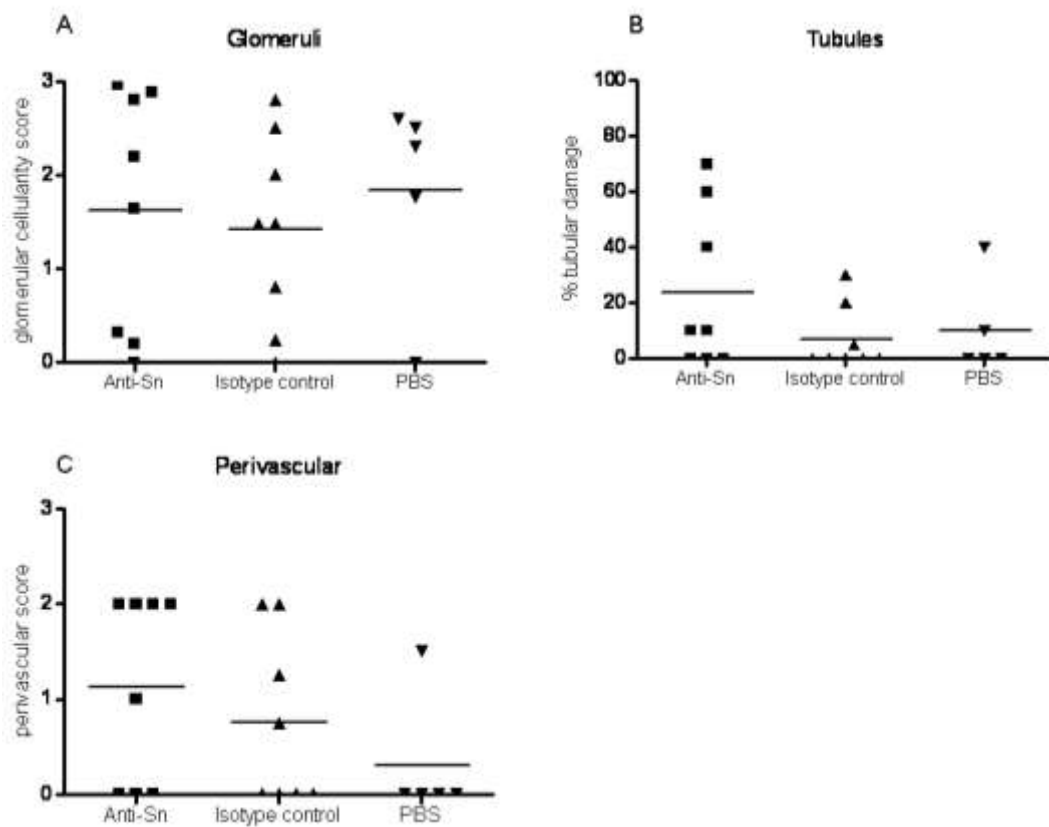 A
Glomeruli
glomerular cellularity score
3
2
1
0
Anti-Sn
Isotype control
PBS
B
Tubules
% tubular damage
100
80
60
40
20
0
Anti-Sn
Isotype control
PBS
C
Perivascular
perivascular score
3
2
1
0
Anti-Sn
Isotype control
PBS